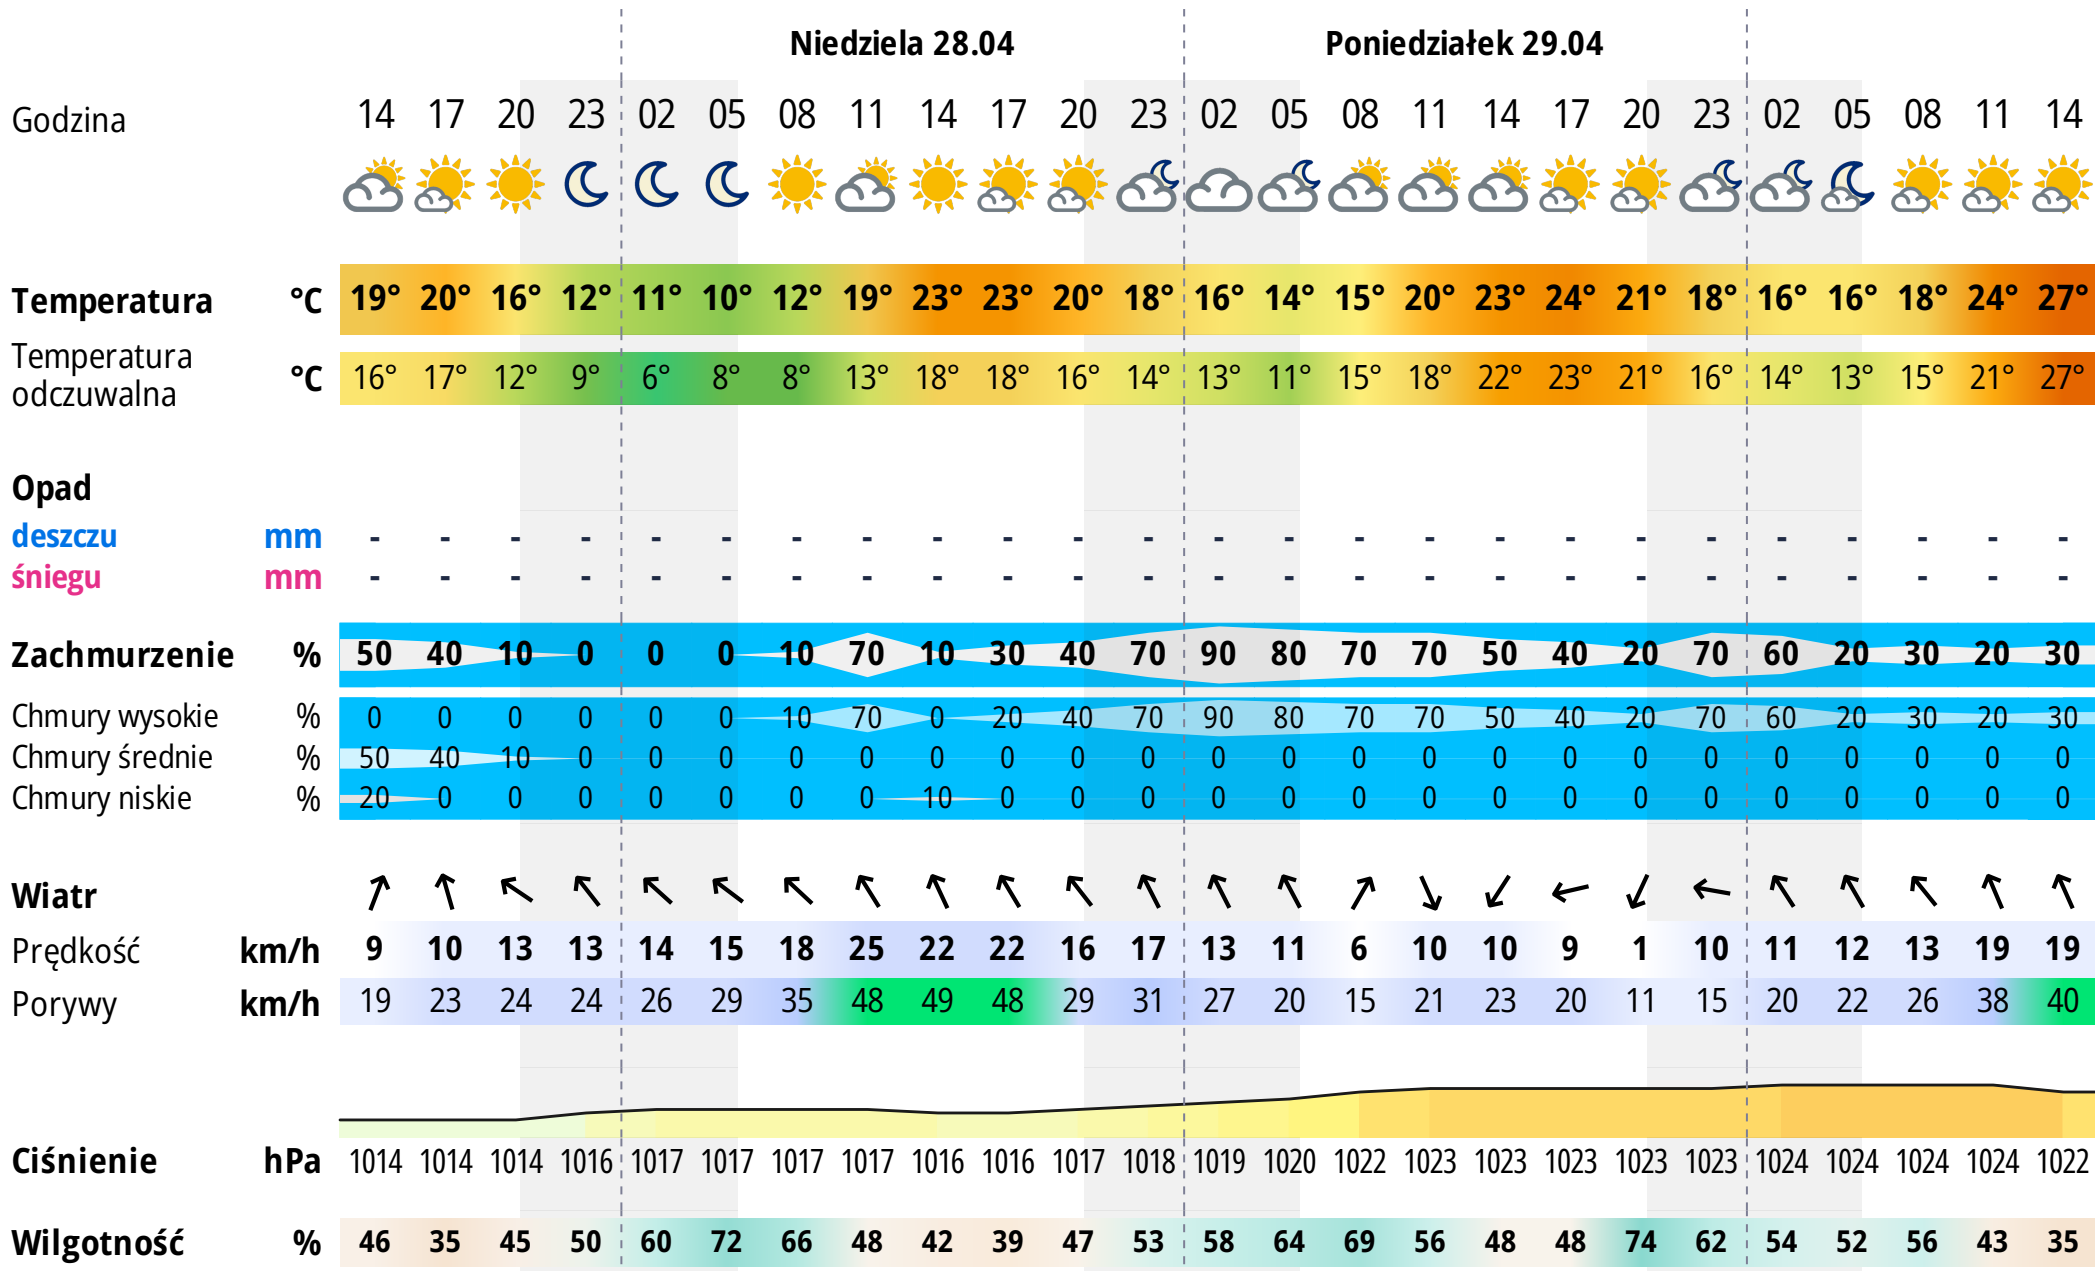 Niedziela 28.04 Poniedziałek 29.04
Godzina 14 17 20 23 02 05 08 11 14 17 20 23 02 05 08 11 14 17 20 23 02 05 08 11 14
Temperatura °C 19° 20° 16° 12° 11° 10° 12° 19° 23° 23° 20° 18° 16° 14° 15° 20° 23° 24° 21° 18° 16° 16° 18° 24° 27°
Temperatura
odczuwalna °C 16° 17° 12° 9° 6° 8° 8° 13° 18° 18° 16° 14° 13° 11° 15° 18° 22° 23° 21° 16° 14° 13° 15° 21° 27°
Opad
deszczu mm - - - - - - - - - - - - - - - - - - - - - - - - -
śniegu mm - - - - - - - - - - - - - - - - - - - - - - - - -
Zachmurzenie % 50 40 10 0 0 0 10 70 10 30 40 70 90 80 70 70 50 40 20 70 60 20 30 20 30
Chmury wysokie % 0 0 0 0 0 0 10 70 0 20 40 70 90 80 70 70 50 40 20 70 60 20 30 20 30
Chmury średnie % 50 40 10 0 0 0 0 0 0 0 0 0 0 0 0 0 0 0 0 0 0 0 0 0 0
Chmury niskie % 20 0 0 0 0 0 0 0 10 0 0 0 0 0 0 0 0 0 0 0 0 0 0 0 0
Wiatr
Prędkość km/h 9 10 13 13 14 15 18 25 22 22 16 17 13 11 6 10 10 9 1 10 11 12 13 19 19
Porywy km/h 19 23 24 24 26 29 35 48 49 48 29 31 27 20 15 21 23 20 11 15 20 22 26 38 40
Ciśnienie hPa 1014 1014 1014 1016 1017 1017 1017 1017 1016 1016 1017 1018 1019 1020 1022 1023 1023 1023 1023 1023 1024 1024 1024 1024 1022
Wilgotność % 46 35 45 50 60 72 66 48 42 39 47 53 58 64 69 56 48 48 74 62 54 52 56 43 35